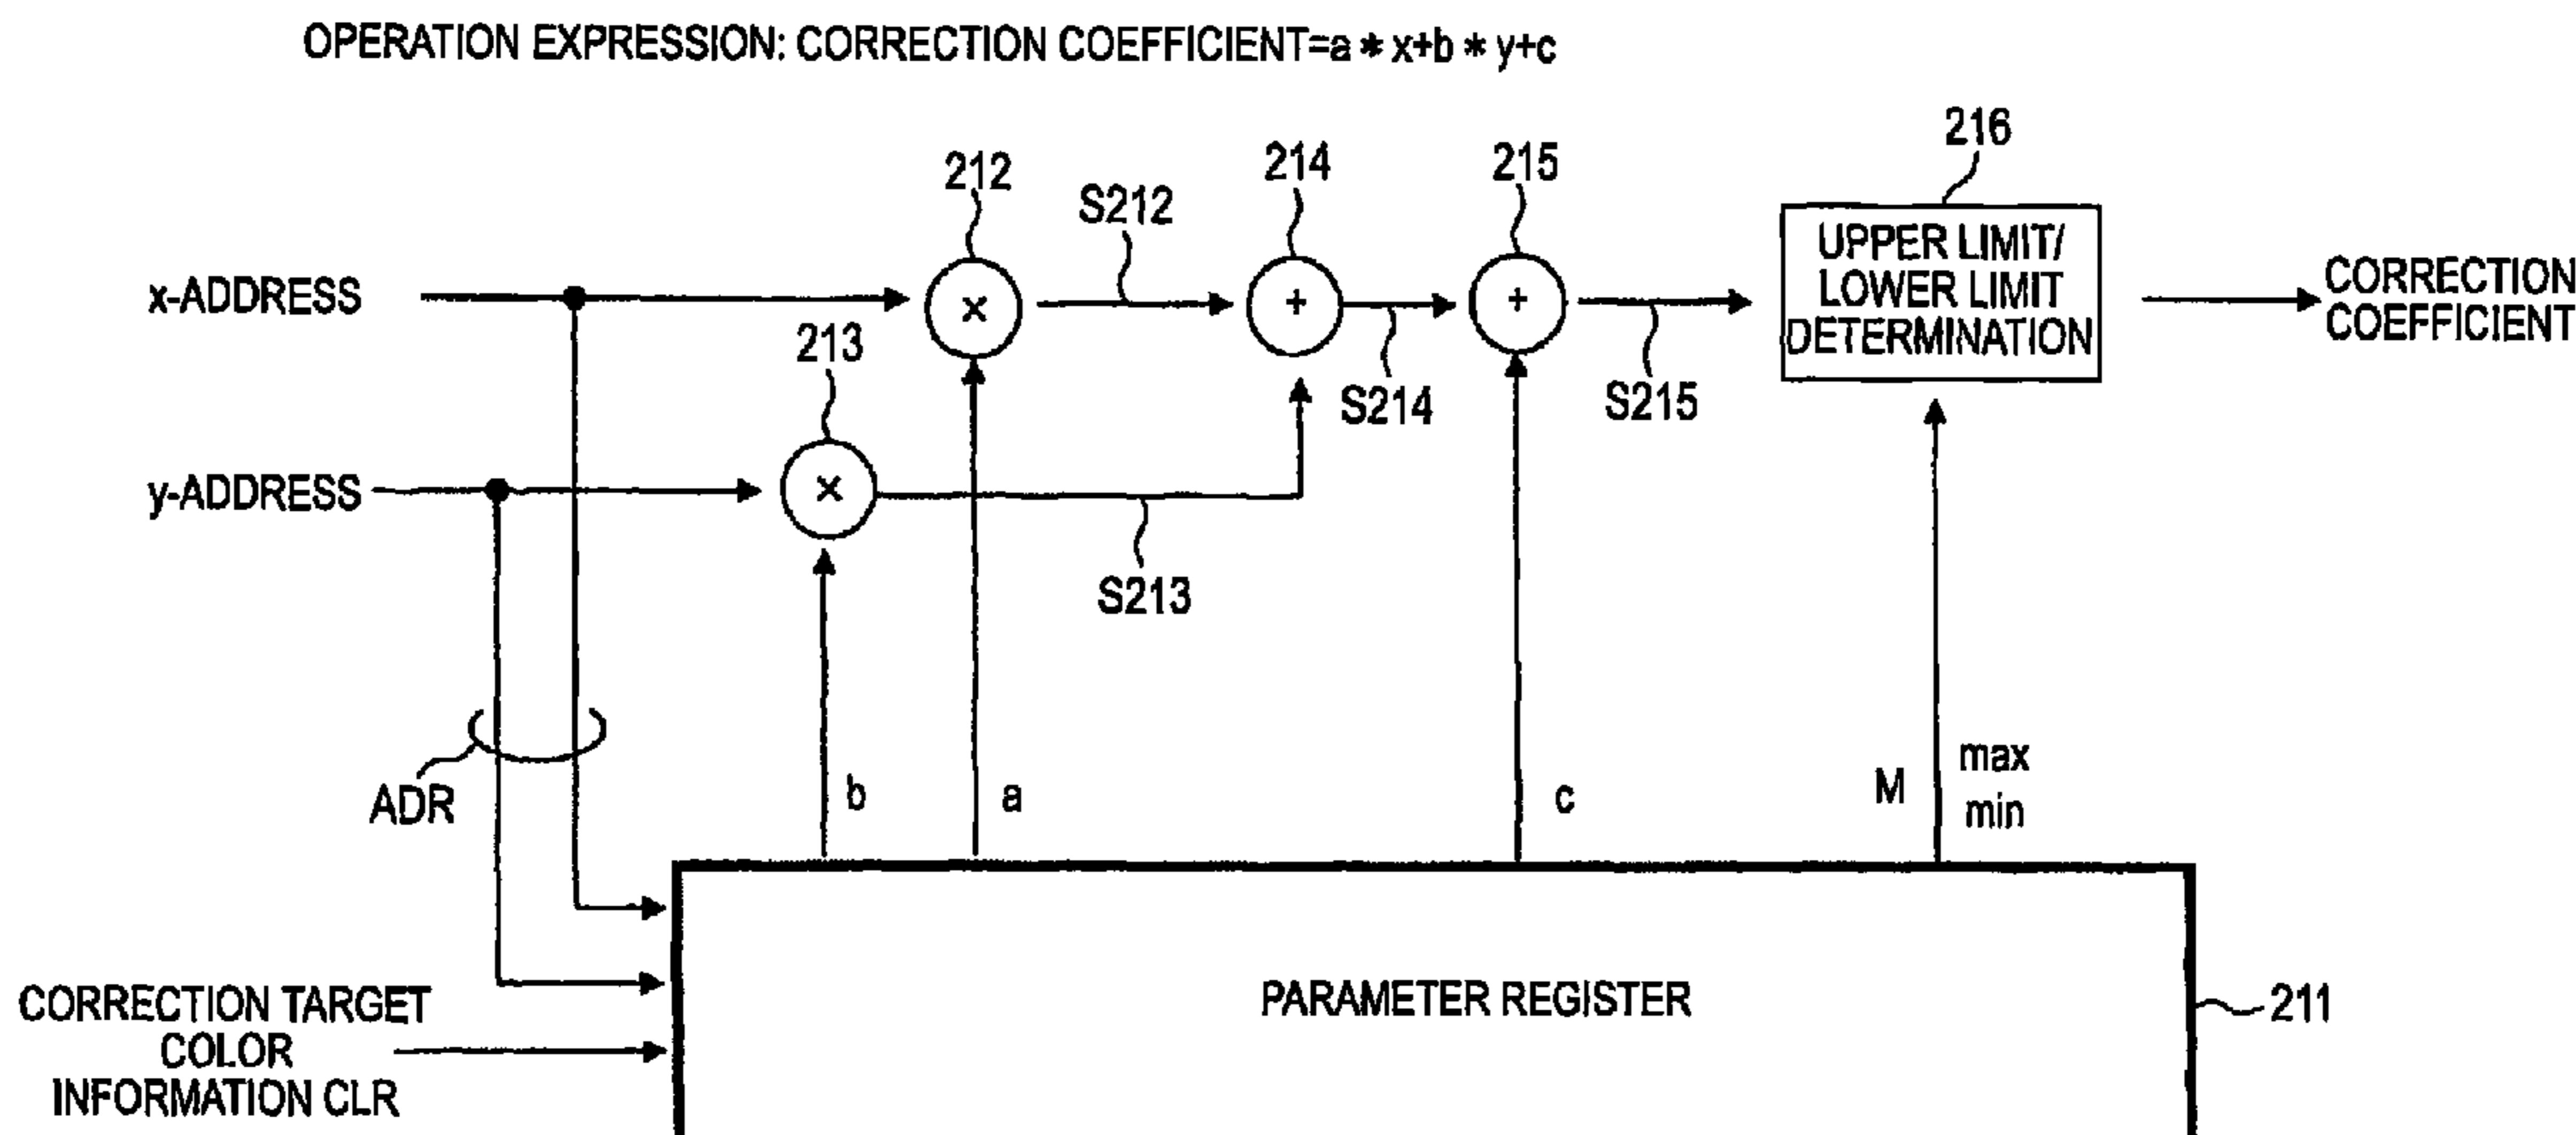 OPERATION EXPRESSION: CORRECTION COEFFICIENT=a * x+b * y+c
216
212
214
215
S212
UPPER LIMIT/
LOWER LIMIT
DETERMINATION
CORRECTION
COEFFICIENT
x-ADDRESS
×
+
+
213
S214
S215
y-ADDRESS
×
S213
ADR
b
a
c
M
max
min
PARAMETER REGISTER
211
CORRECTION TARGET
COLOR
INFORMATION CLR